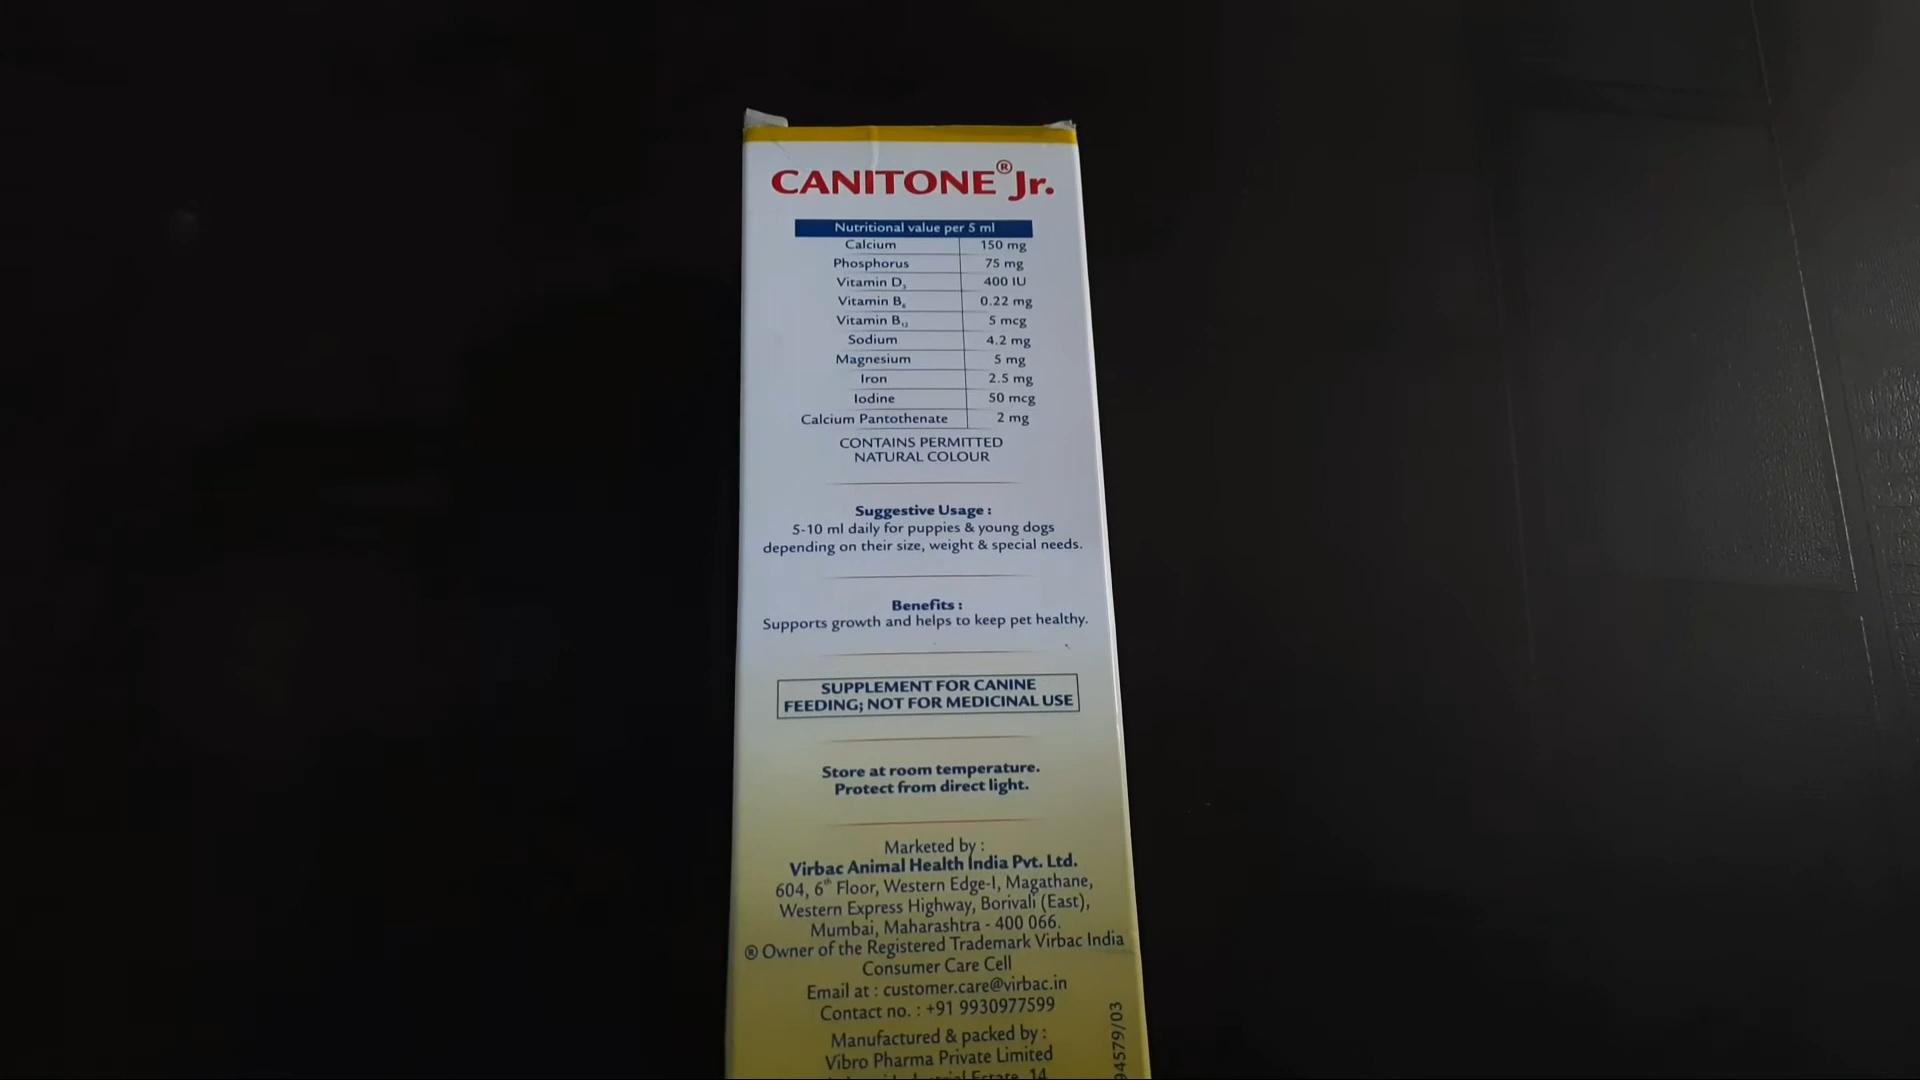 CANITONE® Jr.
Nutritional value per 5 ml
Calcium 150 mg
Phosphorus 75 mg
Vitamin D₃ 400 IU
Vitamin B₆ 0.22 mg
Vitamin B₁₂ 5 mcg
Sodium 4.2 mg
Magnesium 5 mg
Iron 2.5 mg
Iodine 50 mcg
Calcium Pantothenate 2 mg
CONTAINS PERMITTED
NATURAL COLOUR
Suggestive Usage :
5-10 ml daily for puppies & young dogs
depending on their size, weight & special needs.
Benefits :
Supports growth and helps to keep pet healthy.
SUPPLEMENT FOR CANINE
FEEDING; NOT FOR MEDICINAL USE
Store at room temperature.
Protect from direct light.
Marketed by :
Virbac Animal Health India Pvt. Ltd.
604, 6th Floor, Western Edge-I, Magathane,
Western Express Highway, Borivali (East),
Mumbai, Maharashtra - 400 066.
® Owner of the Registered Trademark Virbac India
Consumer Care Cell
Email at : customer.care@virbac.in
Contact no. : +91 9930977599
Manufactured & packed by :
Vibro Pharma Private Limited
Estate, 14
94579/03